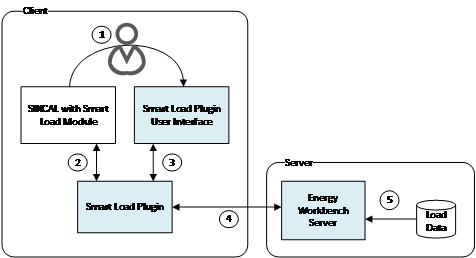 Client
1
SINCAL with Smart
Load Module
Smart Load Plugin
User Interface
2
3
Server
Smart Load Plugin
4
Energy
Workbench
Server
5
Load
Data